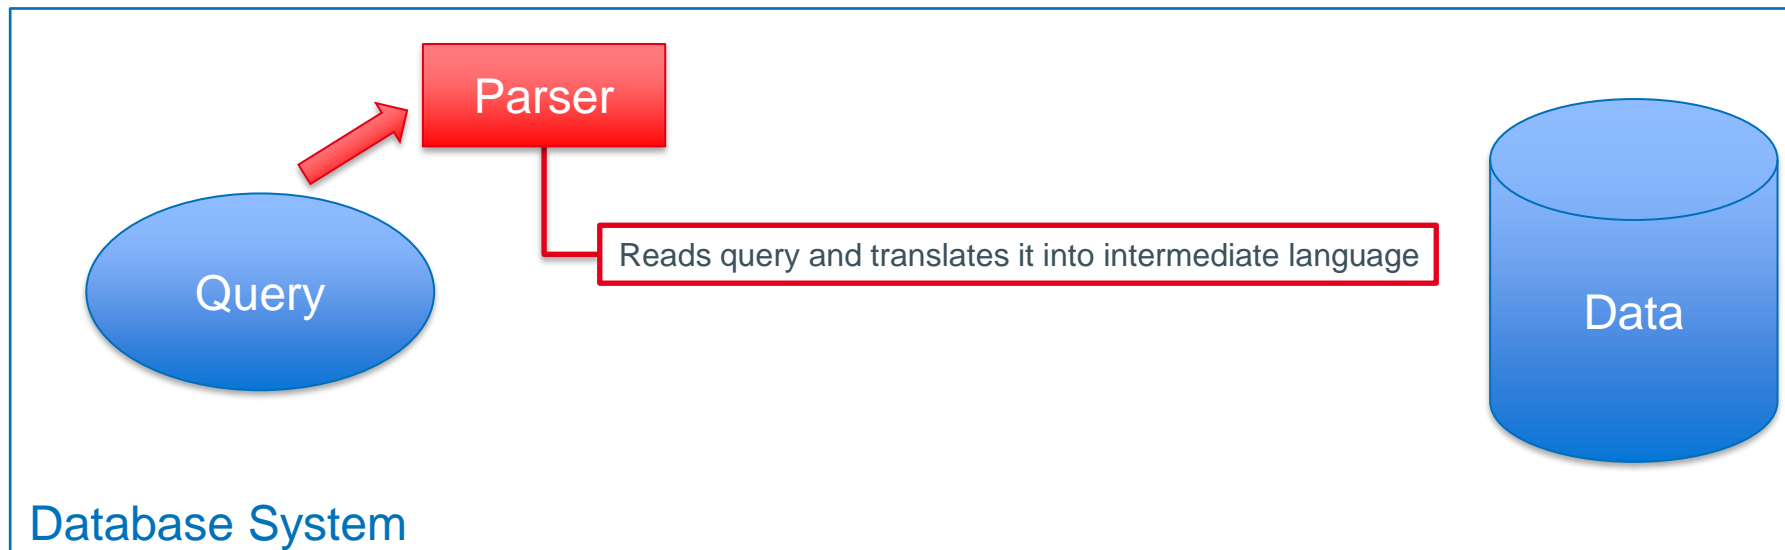 Parser
Reads query and translates it into intermediate language
Query
Data
Database System